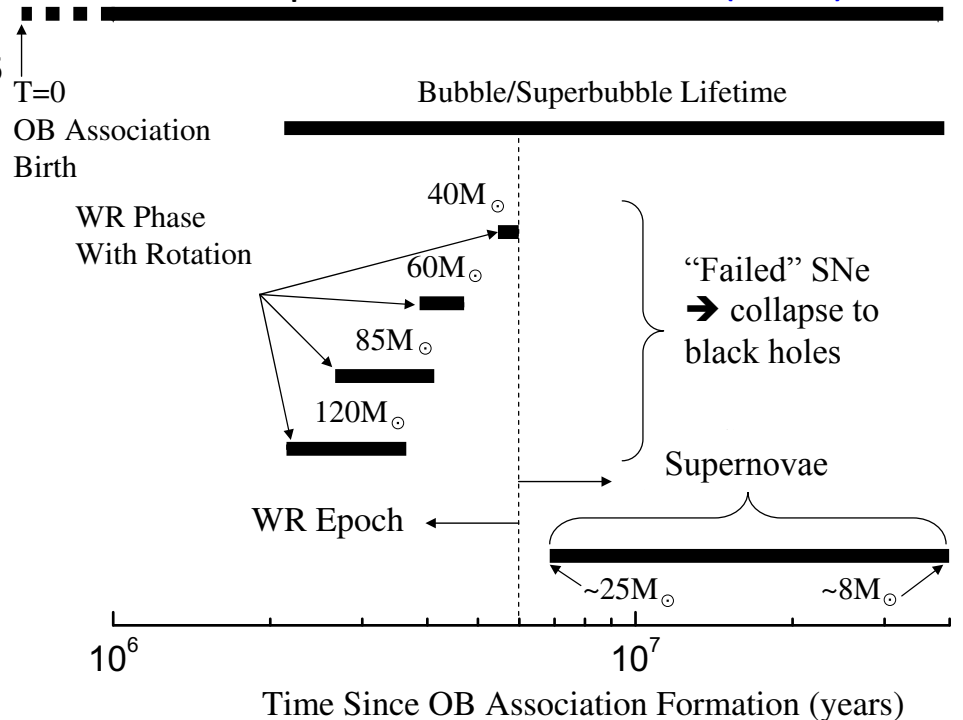 T=0
OB Association
Birth
Bubble/Superbubble Lifetime
WR Phase
With Rotation
40M⊙
60M⊙
85M⊙
120M⊙
“Failed” SNe
➔ collapse to
black holes
Supernovae
WR Epoch
~25M⊙
~8M⊙
10⁶
10⁷
Time Since OB Association Formation (years)